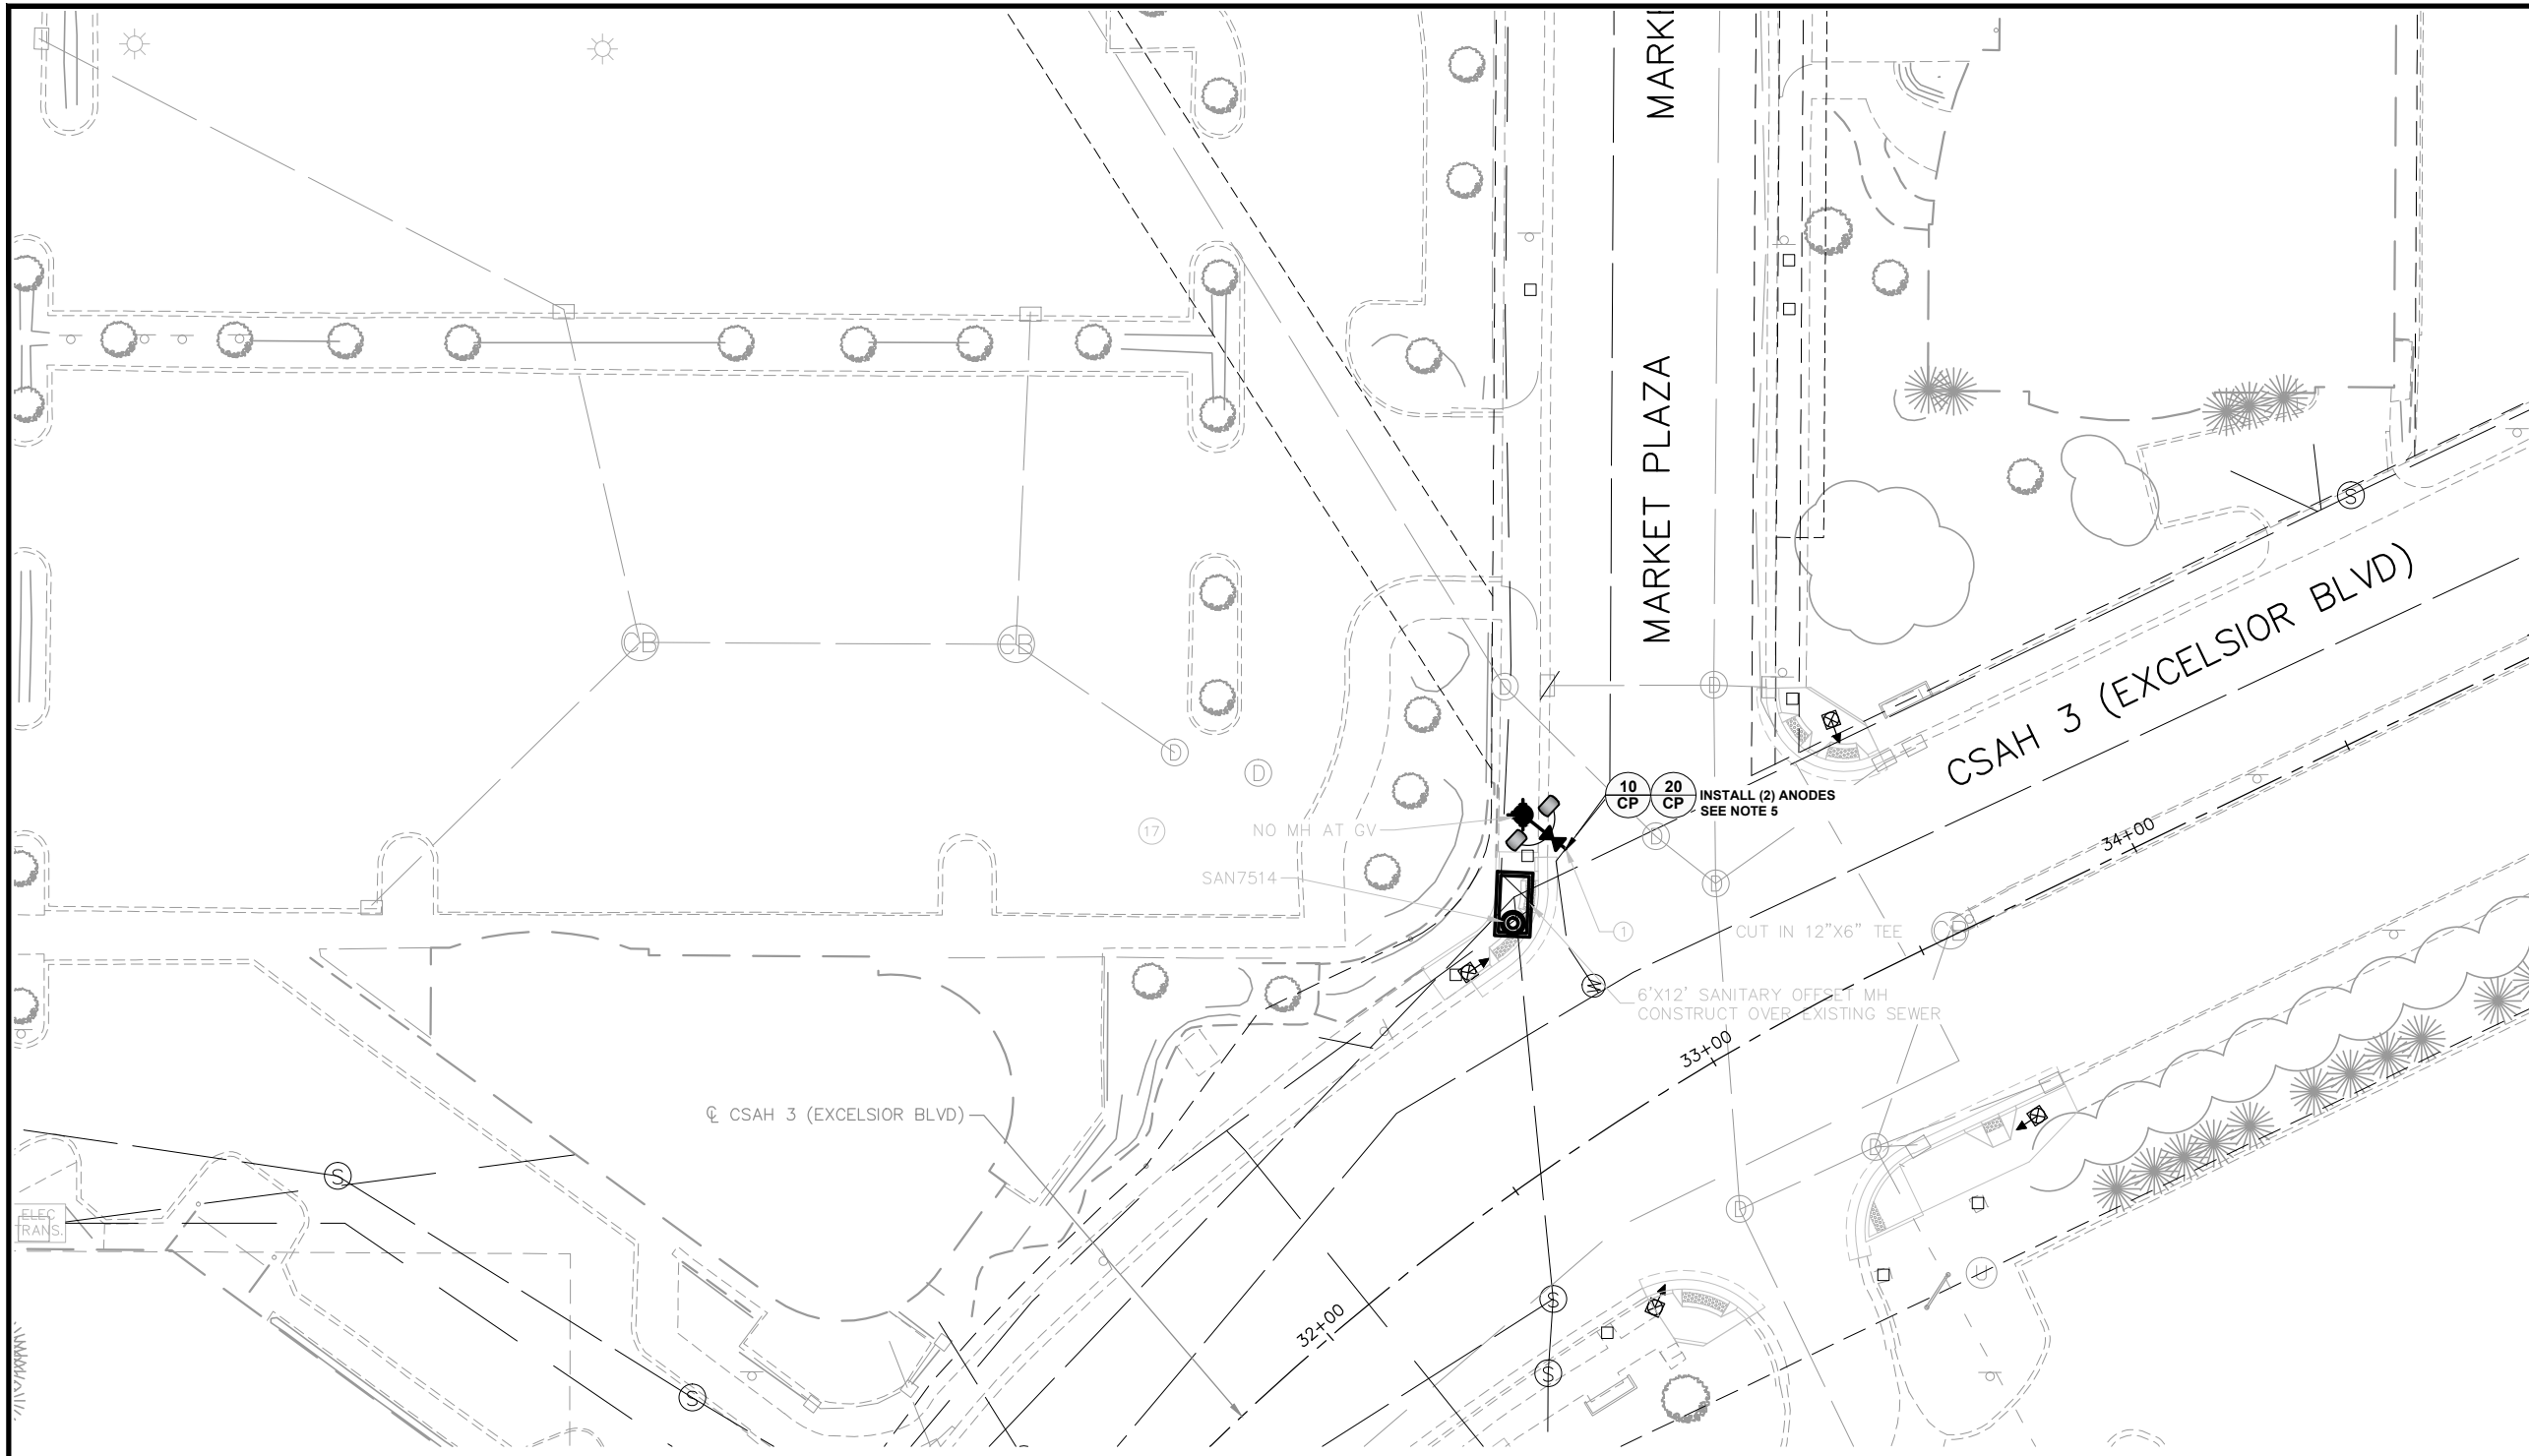 MARKE
MARKET PLAZA
CSAH 3 (EXCELSIOR BLVD)
CB
CB
D
D
D
D
D
D
S
10
CP
20
CP
INSTALL (2) ANODES
SEE NOTE 5
NO MH AT GV
17
SAN7514
1
CUT IN 12"X6" TEE
CB
34+00
W
6'X12' SANITARY OFFSET MH
CONSTRUCT OVER EXISTING SEWER
33+00
℄ CSAH 3 (EXCELSIOR BLVD)
D
D
S
ELEC
TRANS.
U
S
32+00
S
S